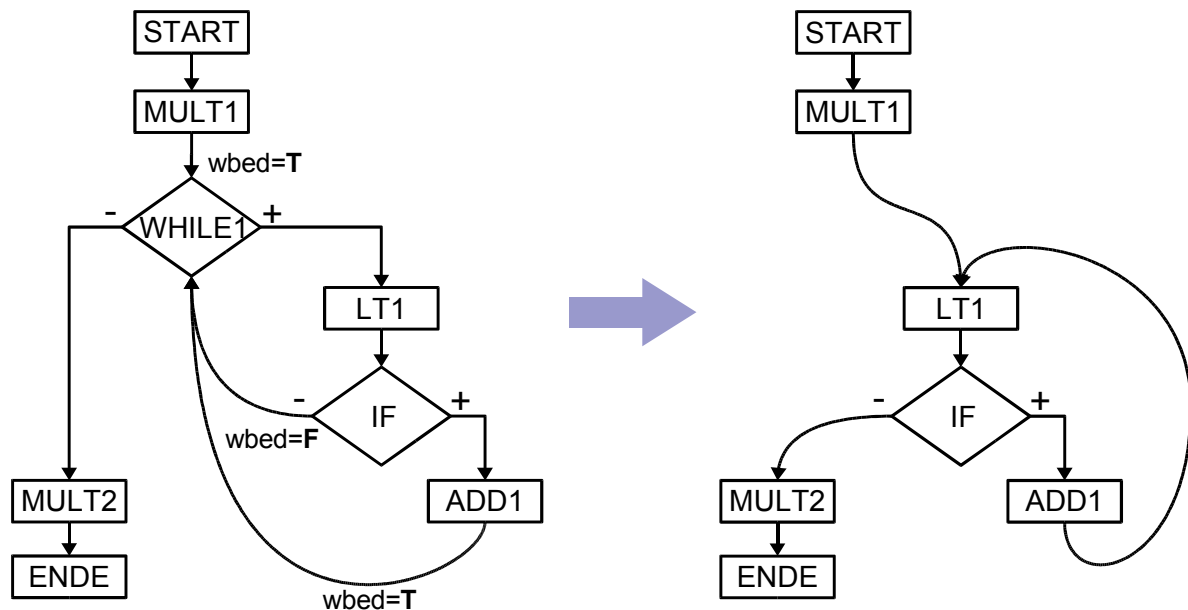 START
MULT1
wbed=T
-
WHILE1
+
LT1
-
IF
+
wbed=F
MULT2
ADD1
ENDE
wbed=T
START
MULT1
LT1
-
IF
+
MULT2
ADD1
ENDE